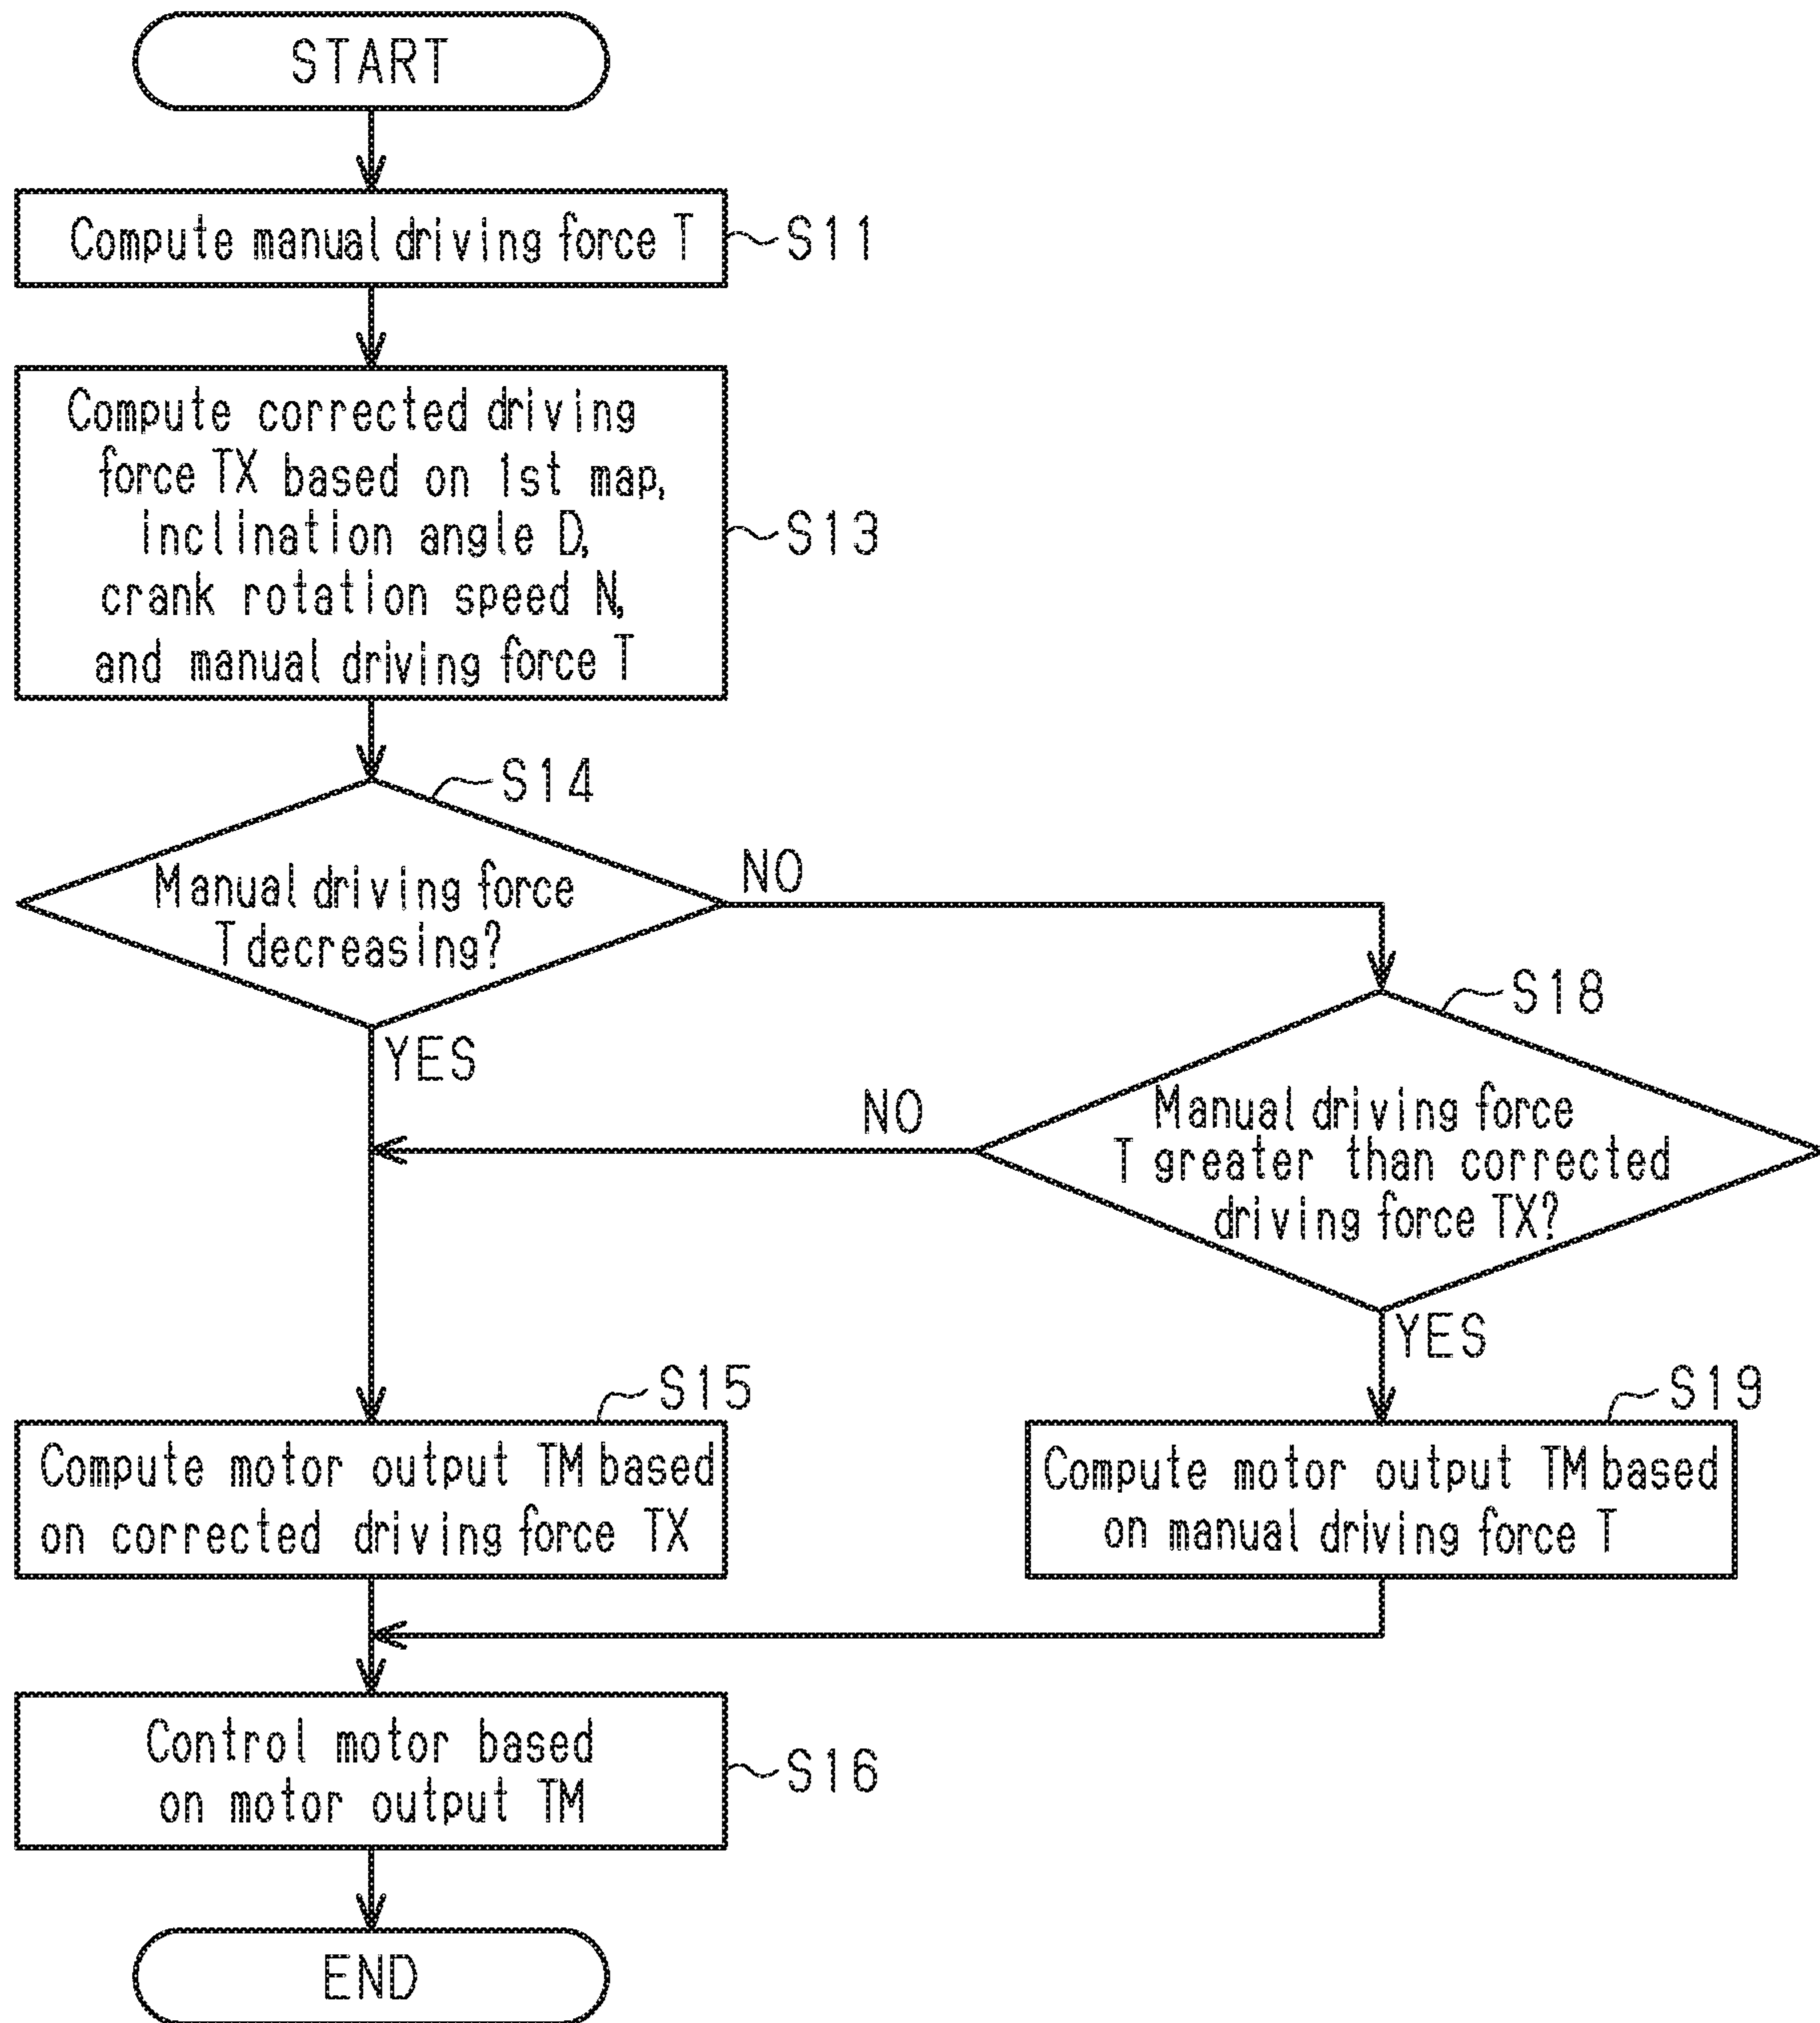 START
Compute manual driving force T
S11
Compute corrected driving
force TX based on 1st map,
inclination angle D,
crank rotation speed N,
and manual driving force T
S13
S14
Manual driving force
T decreasing?
NO
YES
S18
Manual driving force
T greater than corrected
driving force TX?
NO
YES
S15
Compute motor output TM based
on corrected driving force TX
S19
Compute motor output TM based
on manual driving force T
Control motor based
on motor output TM
S16
END